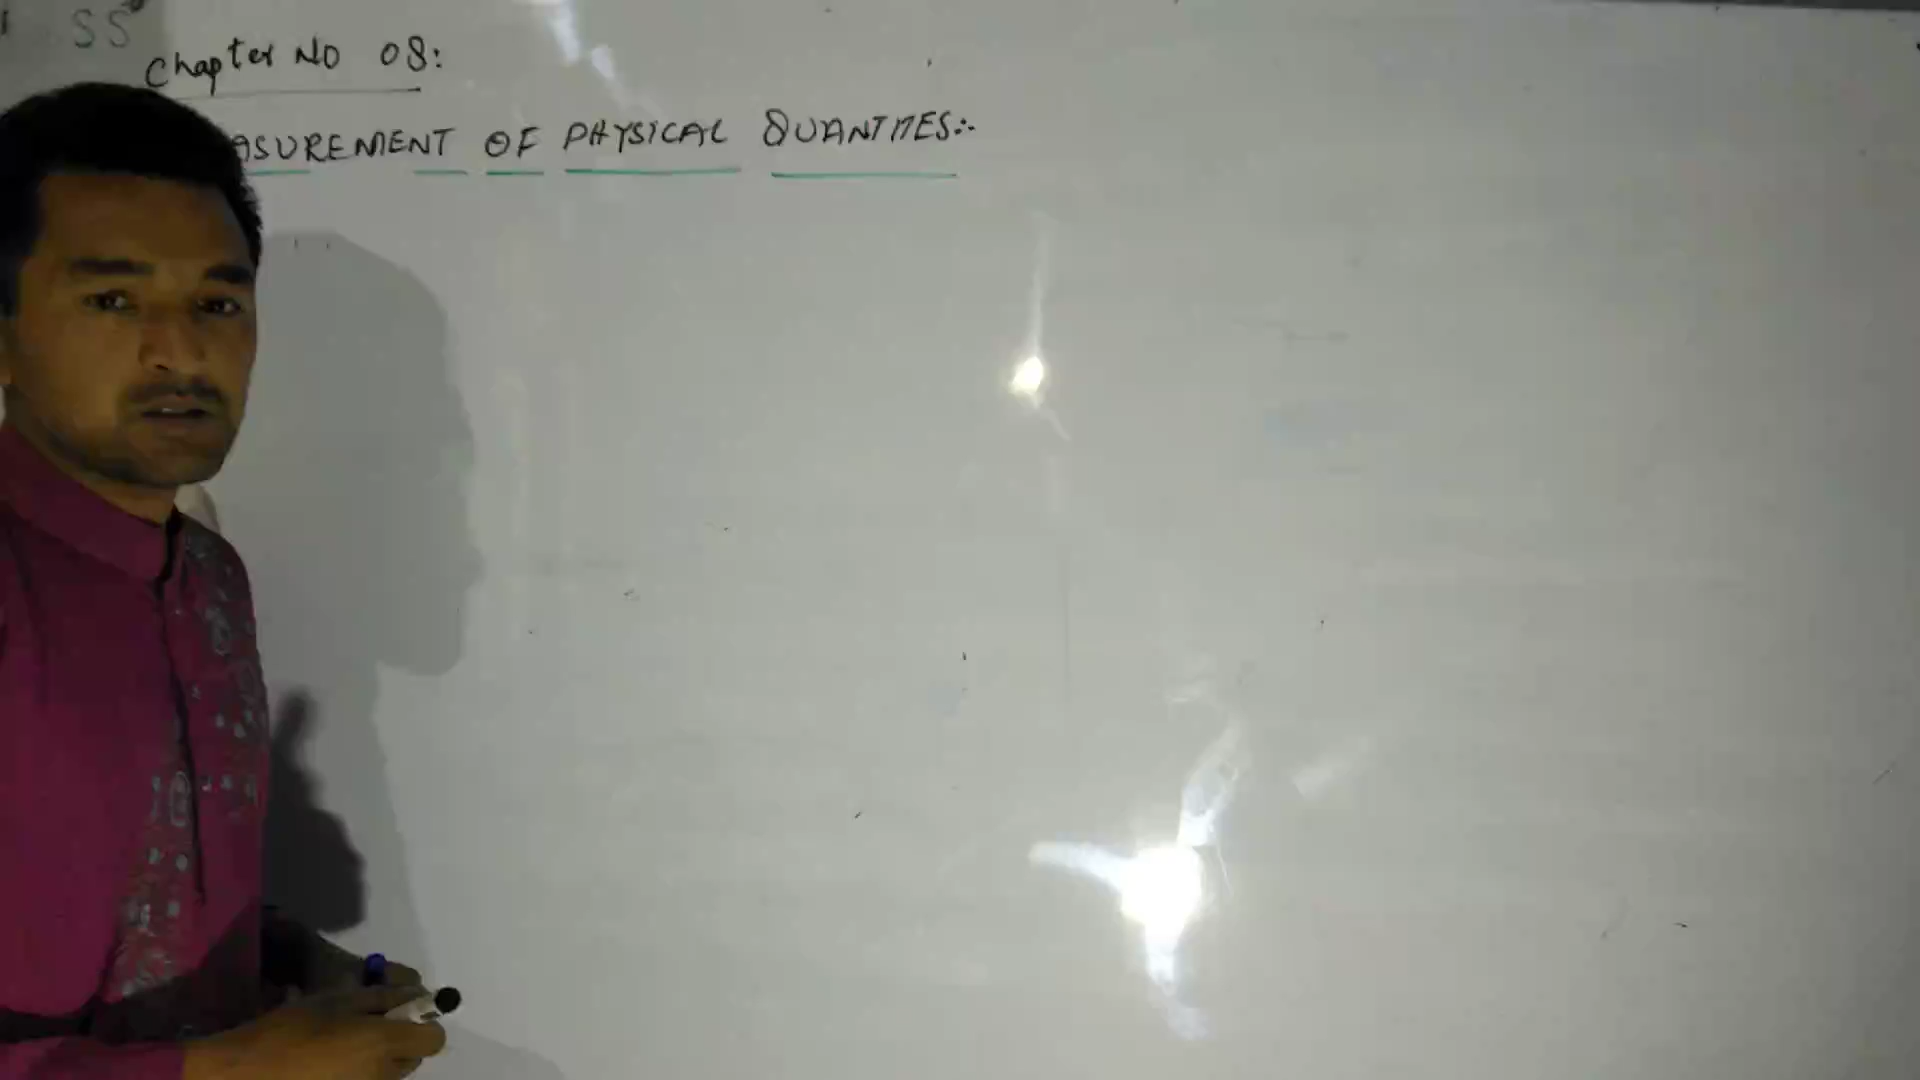 SS
Chapter NO 08:
ASUREMENT OF PHYSICAL QUANTITIES:-